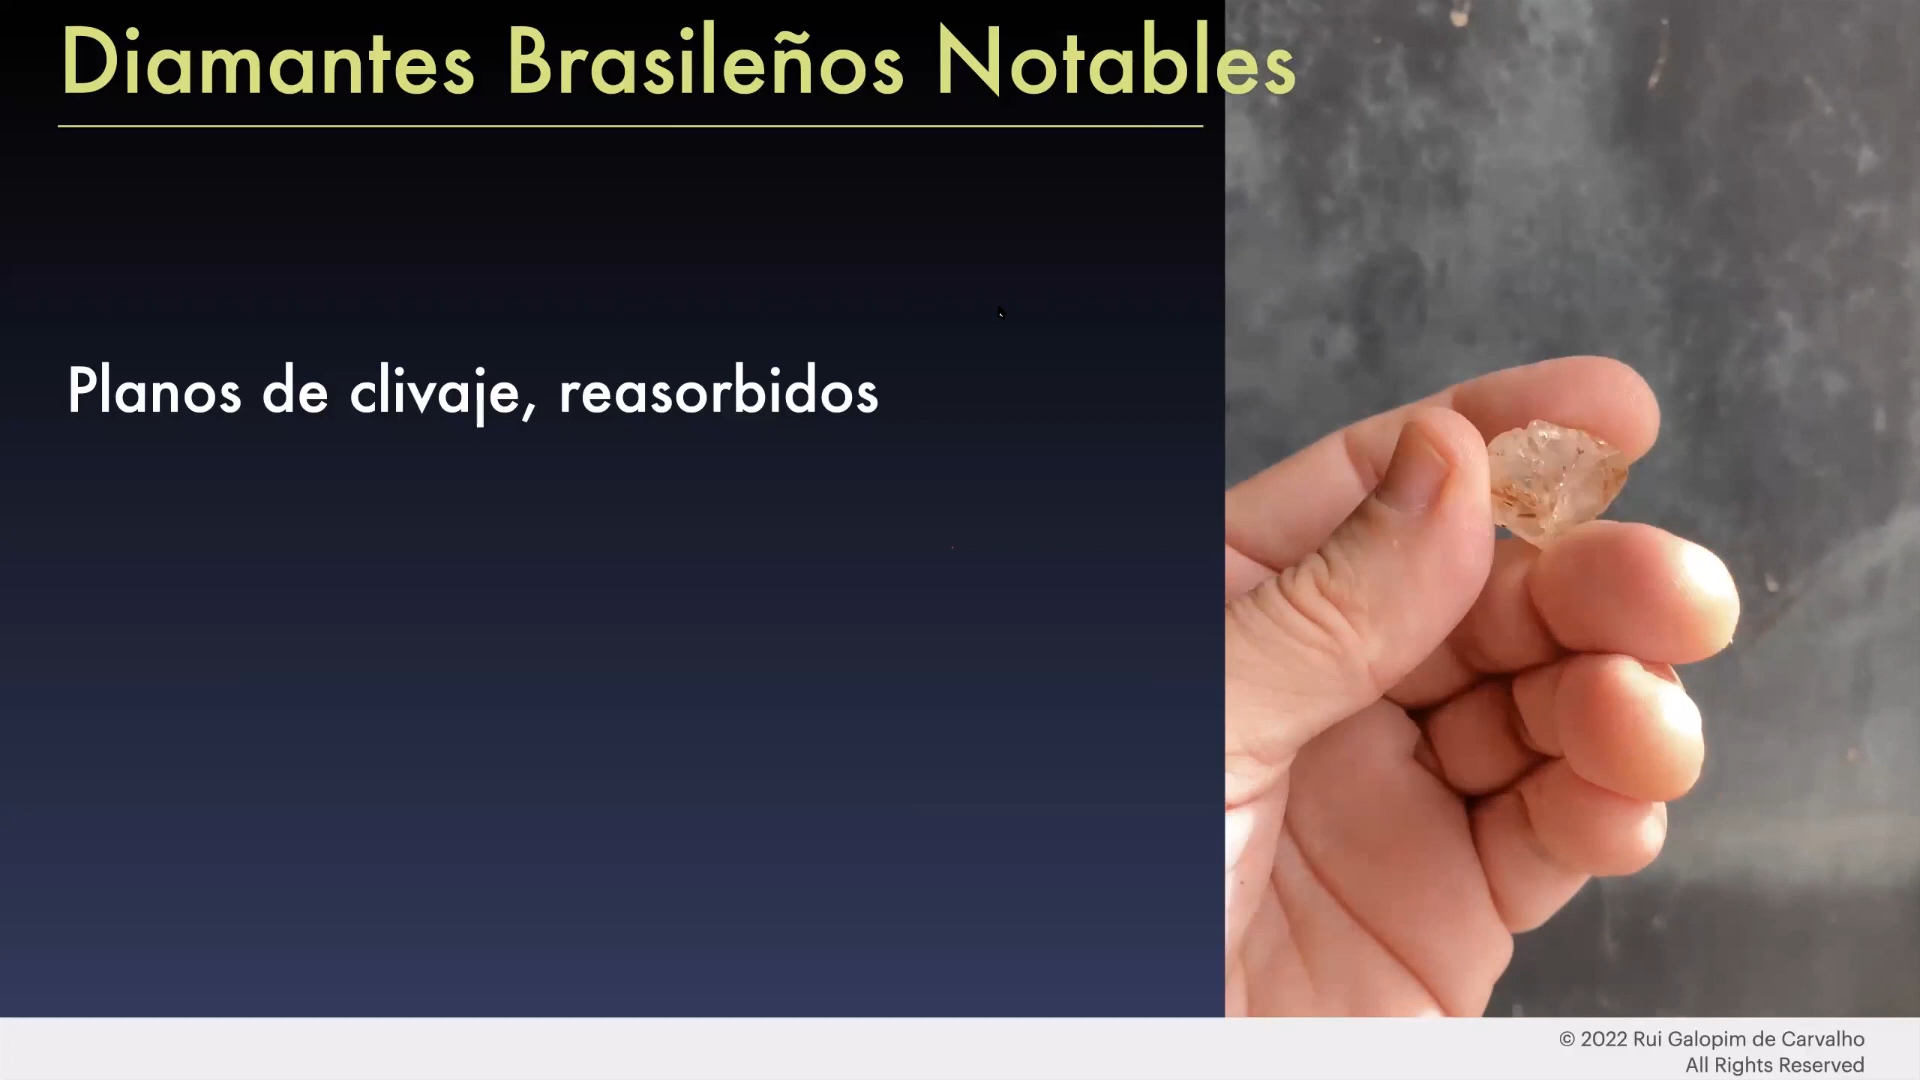 Diamantes Brasileños Notables
Planos de clivaje, reasorbidos
© 2022 Rui Galopim de Carvalho
All Rights Reserved